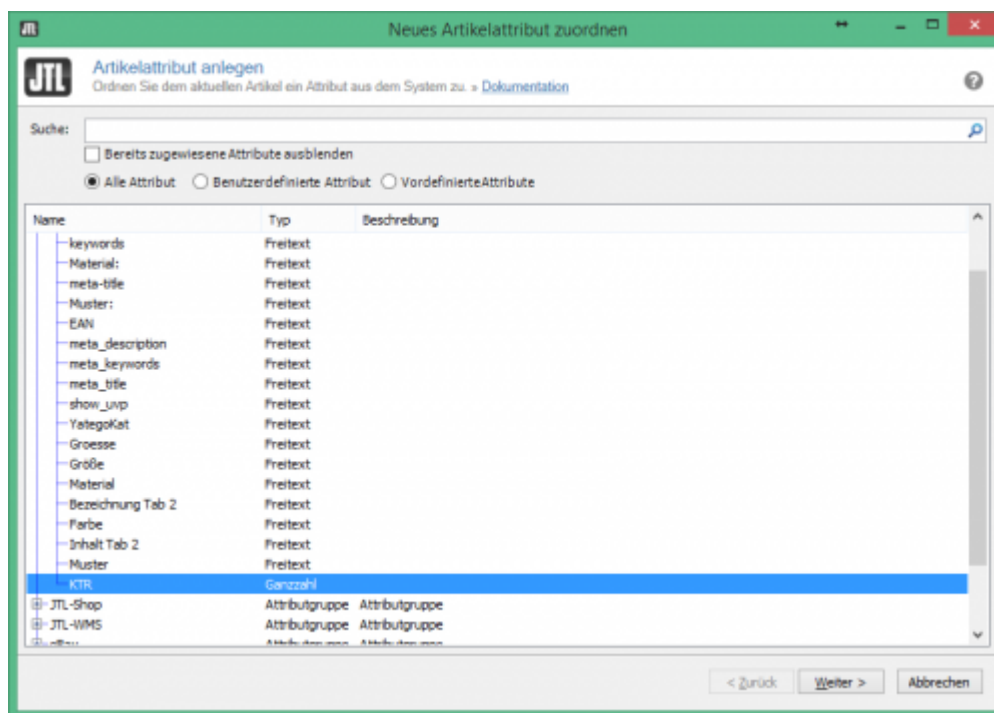 JTL
Neues Artikelattribut zuordnen
JTL
Artikelattribut anlegen
Ordnen Sie dem aktuellen Artikel ein Attribut aus dem System zu. » Dokumentation
Suche:
Bereits zugewiesene Attribute ausblenden
Alle Attribut Benutzerdefinierte Attribut VordefinierteAttribute
Name Typ Beschreibung
keywords Freitext
Material: Freitext
meta-title Freitext
Muster: Freitext
EAN Freitext
meta_description Freitext
meta_keywords Freitext
meta_title Freitext
show_uvp Freitext
YategoKat Freitext
Groesse Freitext
Größe Freitext
Material Freitext
Bezeichnung Tab 2 Freitext
Farbe Freitext
Inhalt Tab 2 Freitext
Muster Freitext
KTR Ganzzahl
JTL-Shop Attributgruppe Attributgruppe
JTL-WMS Attributgruppe Attributgruppe
Attributgruppe Attributgruppe
< Zurück Weiter > Abbrechen